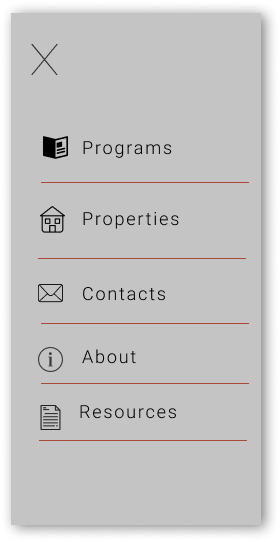 Programs
Properties
Contacts
About
Resources